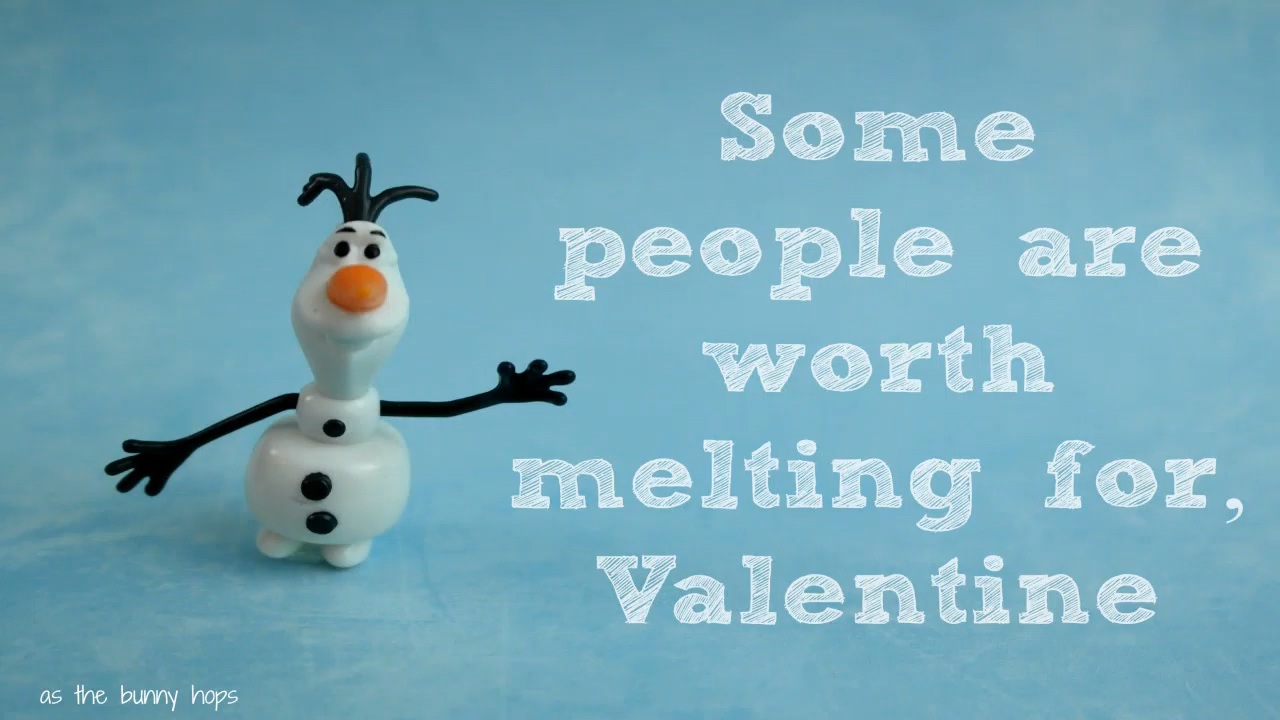 Some
people are
worth
melting for,
Valentine
as the bunny hops